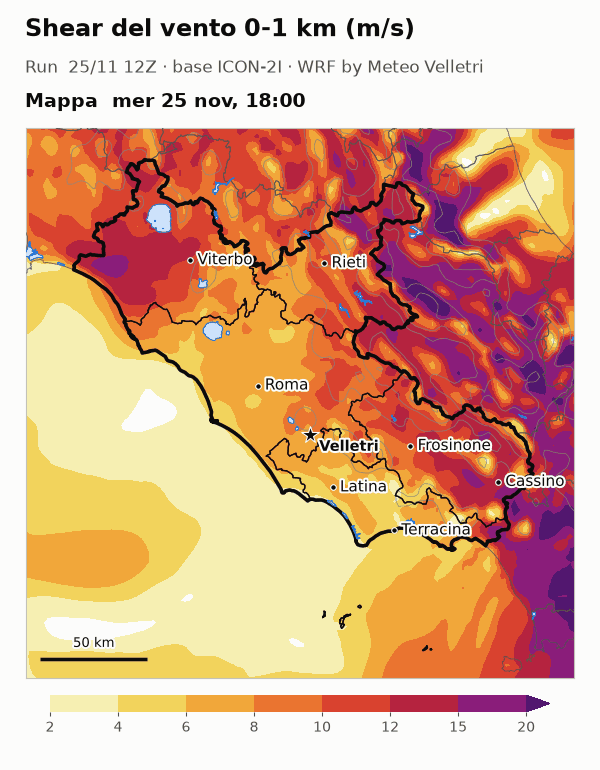 Shear del vento 0-1 km (m/s)
Run  25/11 12Z · base ICON-2I · WRF by Meteo Velletri
Mappa  mer 25 nov, 18:00
Viterbo
Rieti
Roma
Velletri
Frosinone
Cassino
Latina
Terracina
50 km
2 4 6 8 10 12 15 20